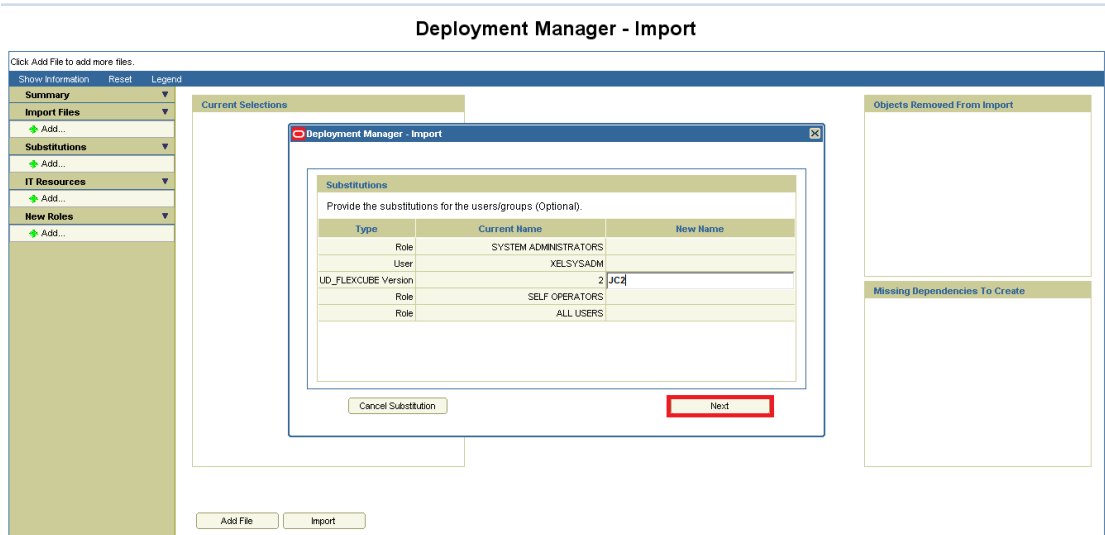 Deployment Manager - Import
Click Add File to add more files.
Show Information Reset Legend
Summary
Import Files
Add...
Substitutions
Add...
IT Resources
Add...
New Roles
Add...
Current Selections
Objects Removed From Import
Missing Dependencies To Create
Deployment Manager - Import
Substitutions
Provide the substitutions for the users/groups (Optional).
Type Current Name New Name
Role SYSTEM ADMINISTRATORS
User XELSYSADM
UD_FLEXCUBE Version 2 JC2
Role SELF OPERATORS
Role ALL USERS
Cancel Substitution Next
Add File Import